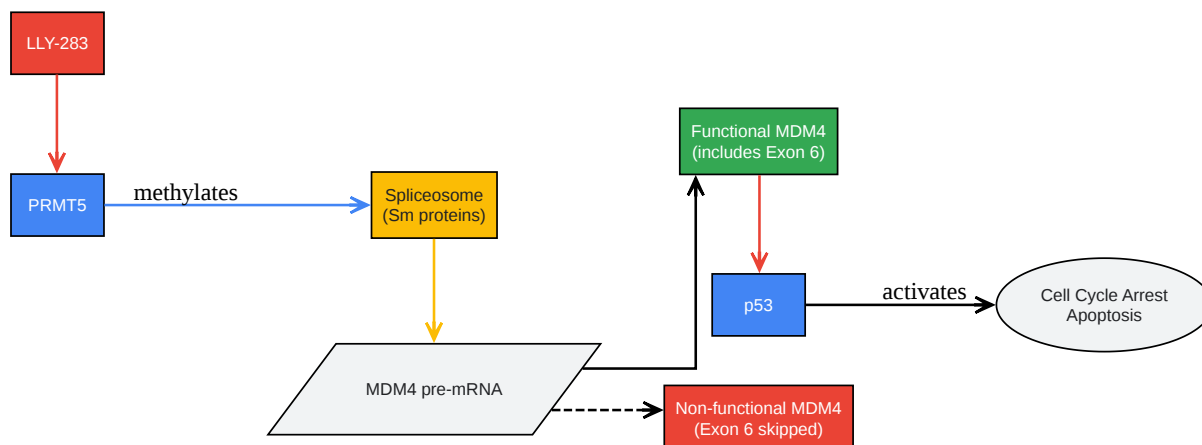 LLY-283
PRMT5
methylates
Spliceosome
(Sm proteins)
MDM4 pre-mRNA
Functional MDM4
(includes Exon 6)
p53
activates
Cell Cycle Arrest
Apoptosis
Non-functional MDM4
(Exon 6 skipped)